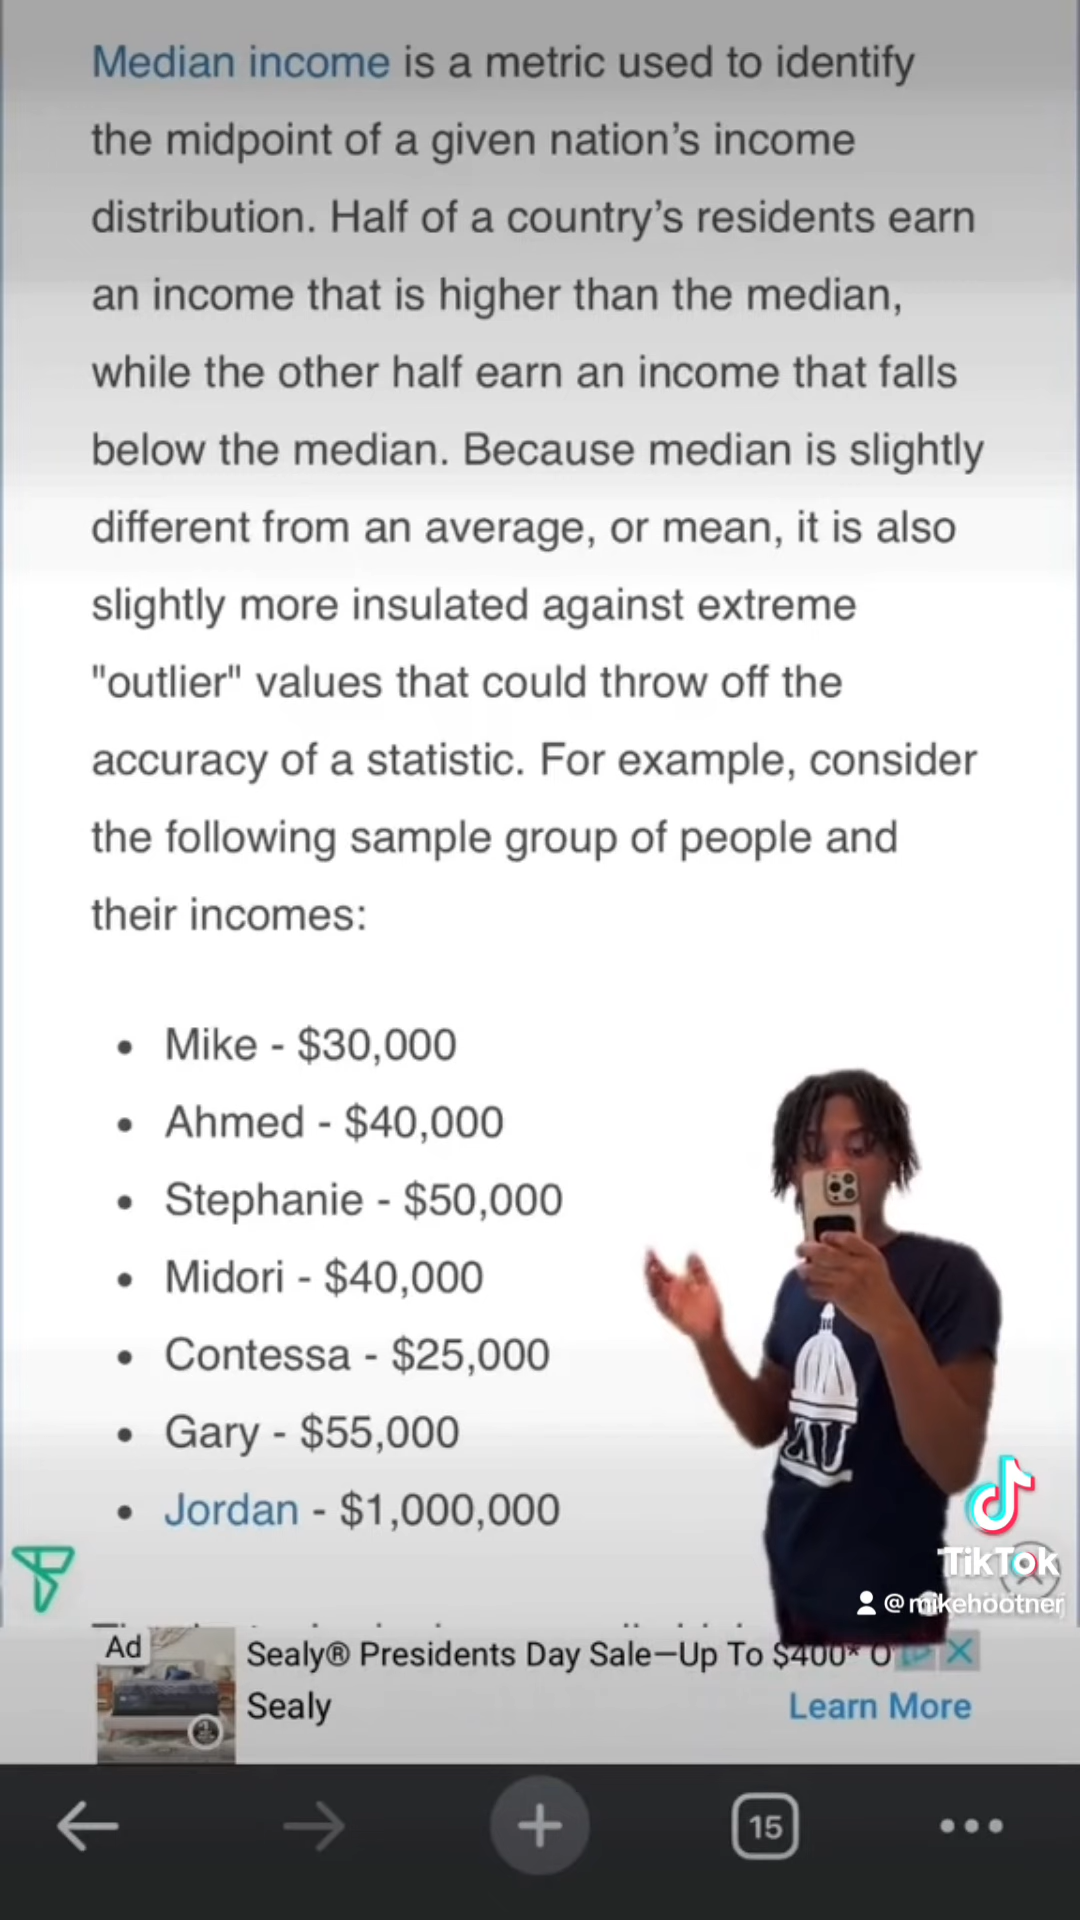 Median income is a metric used to identify
the midpoint of a given nation’s income
distribution. Half of a country’s residents earn
an income that is higher than the median,
while the other half earn an income that falls
below the median. Because median is slightly
different from an average, or mean, it is also
slightly more insulated against extreme
"outlier" values that could throw off the
accuracy of a statistic. For example, consider
the following sample group of people and
their incomes:
• Mike - $30,000
• Ahmed - $40,000
• Stephanie - $50,000
• Midori - $40,000
• Contessa - $25,000
• Gary - $55,000
• Jordan - $1,000,000
AU
TikTok
@mikehootner
Ad
Sealy® Presidents Day Sale—Up To $400* O
Sealy
Learn More
15